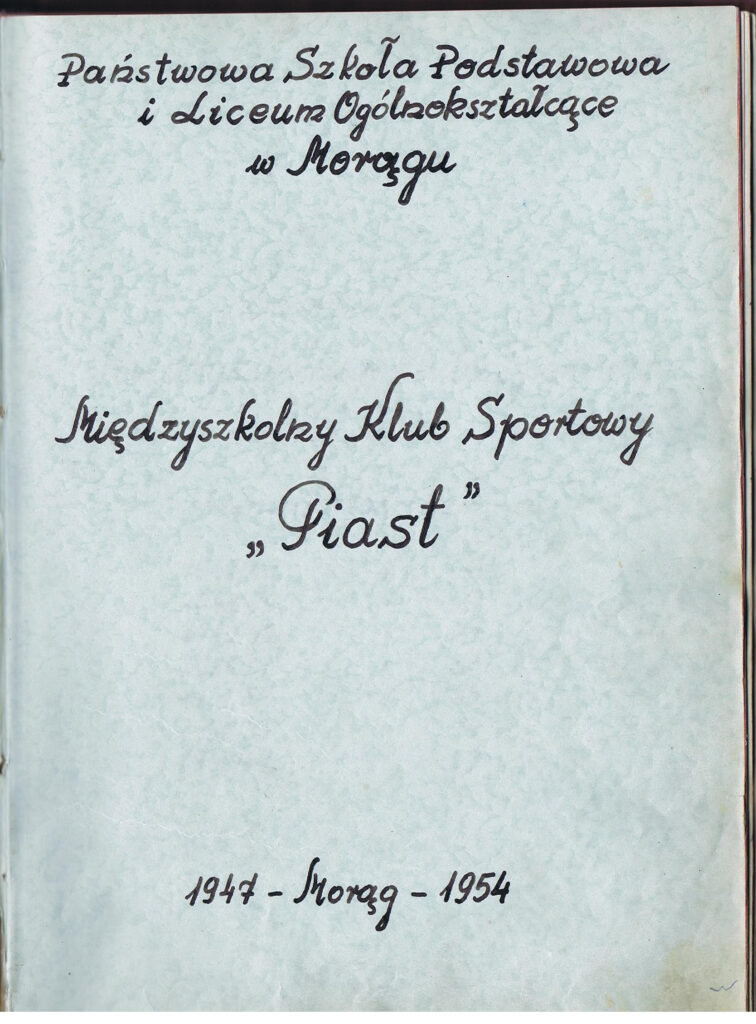 Państwowa Szkoła Podstawowa
i Liceum Ogólnokształcące
w Morągu
Międzyszkolny Klub Sportowy
„Piast”
1947 - Morąg - 1954